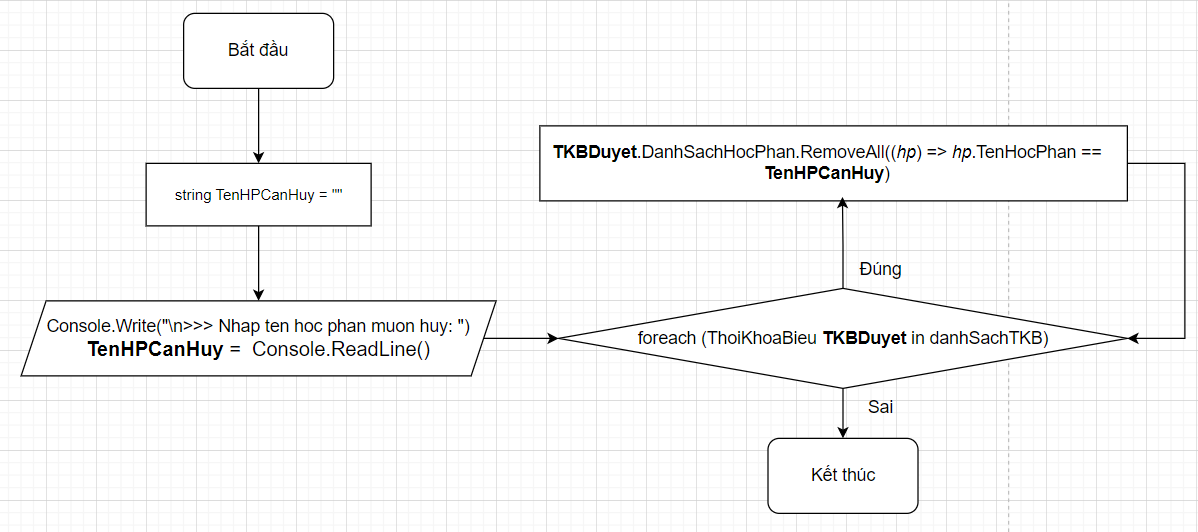 Bắt đầu
string TenHPCanHuy = ""
Console.Write("\n>>> Nhap ten hoc phan muon huy: ")
TenHPCanHuy = Console.ReadLine()
TKBDuyet.DanhSachHocPhan.RemoveAll((hp) => hp.TenHocPhan ==
TenHPCanHuy)
Đúng
foreach (ThoiKhoaBieu TKBDuyet in danhSachTKB)
Sai
Kết thúc